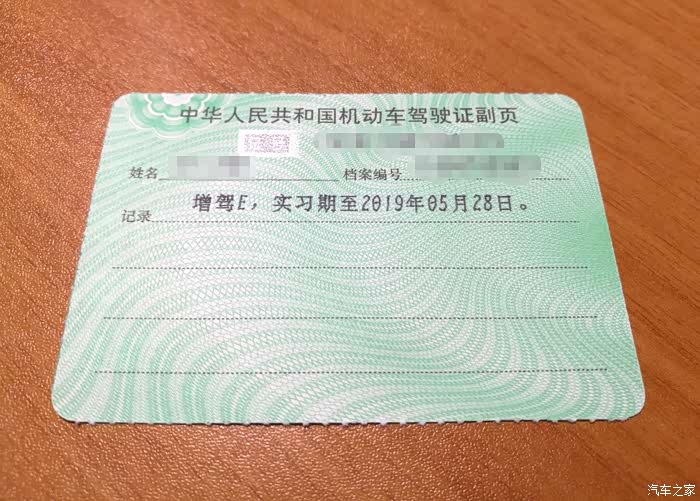 中华人民共和国机动车驾驶证副页
姓名 档案编号
记录 增驾E，实习期至2019年05月28日。
汽车之家